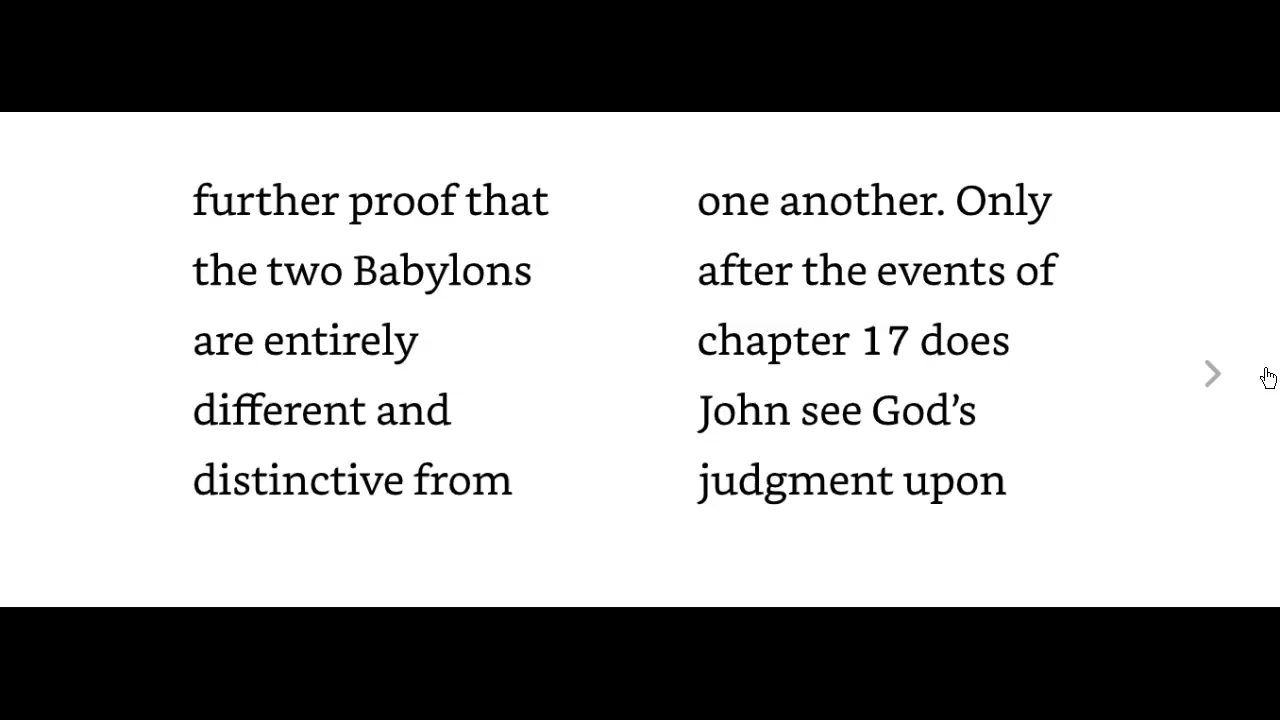 further proof that
the two Babylons
are entirely
different and
distinctive from
one another. Only
after the events of
chapter 17 does
John see God’s
judgment upon